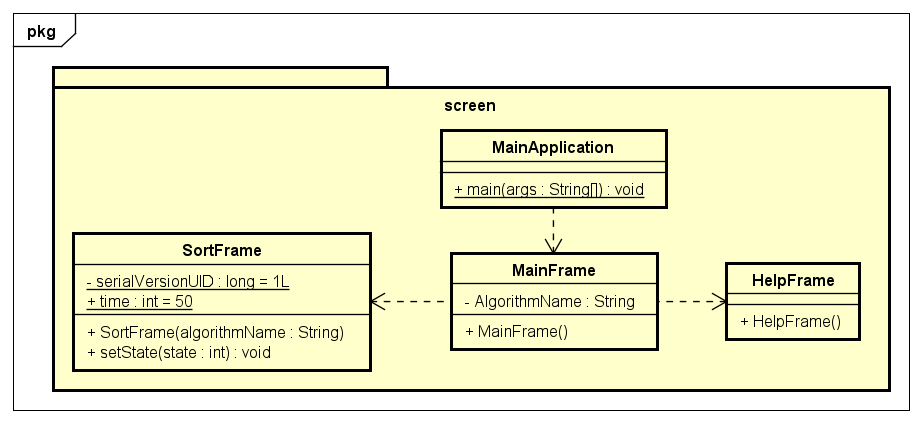 pkg
screen
MainApplication
+ main(args : String[]) : void
SortFrame
- serialVersionUID : long = 1L
+ time : int = 50
+ SortFrame(algorithmName : String)
+ setState(state : int) : void
MainFrame
- AlgorithmName : String
+ MainFrame()
HelpFrame
+ HelpFrame()